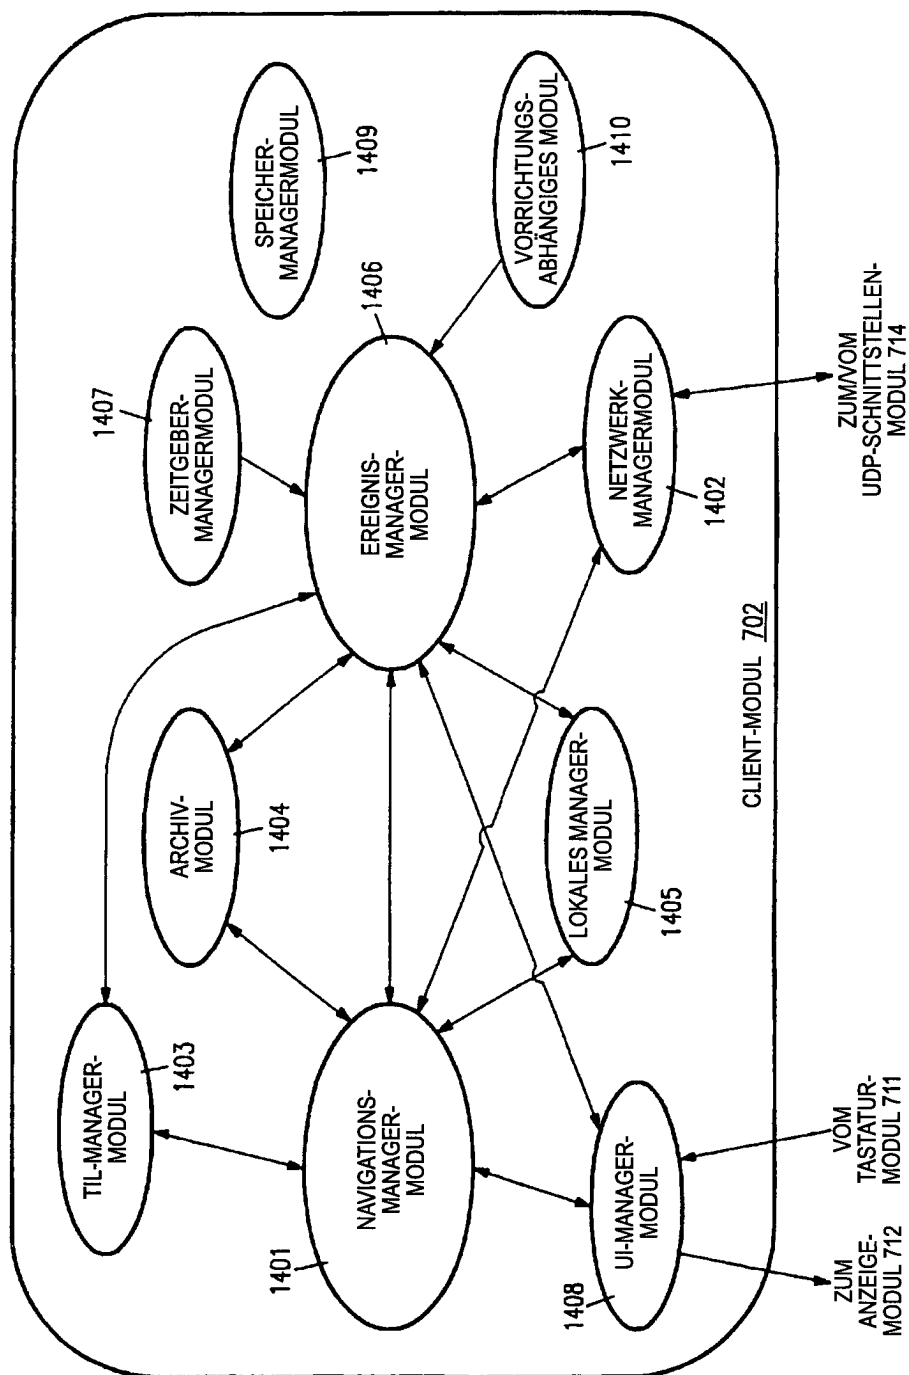 TIL-MANAGER-
MODUL
1403
ARCHIV-
MODUL
1404
ZEITGEBER-
MANAGERMODUL
1407
SPEICHER-
MANAGERMODUL
1409
NAVIGATIONS-
MANAGER-
MODUL
1401
EREIGNIS-
MANAGER-
MODUL
1406
UI-MANAGER-
MODUL
1408
LOKALES MANAGER-
MODUL
1405
NETZWERK-
MANAGERMODUL
1402
VORRICHTUNGS-
ABHÄNGIGES MODUL
1410
CLIENT-MODUL 702
ZUM
ANZEIGE-
MODUL 712
VOM
TASTATUR-
MODUL 711
ZUM/VOM
UDP-SCHNITTSTELLEN-
MODUL 714